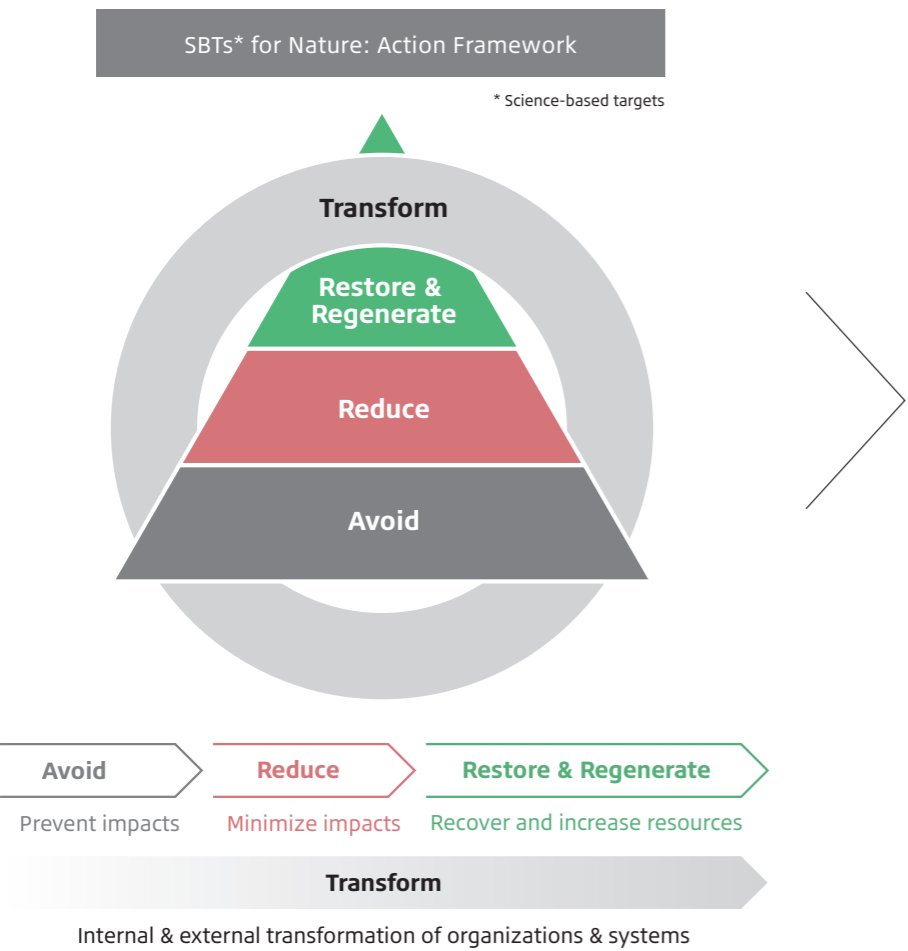 SBTs* for Nature: Action Framework
* Science-based targets
Transform
Restore &
Regenerate
Reduce
Avoid
Avoid
Reduce
Restore & Regenerate
Prevent impacts
Minimize impacts
Recover and increase resources
Transform
Internal & external transformation of organizations & systems